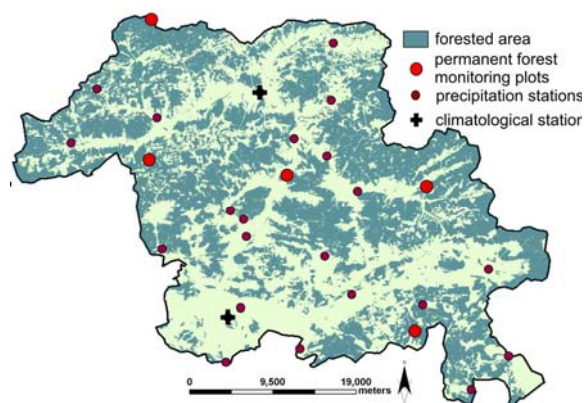 forested area
permanent forest
monitoring plots
precipitation stations
climatological station
0 9,500 19,000
meters